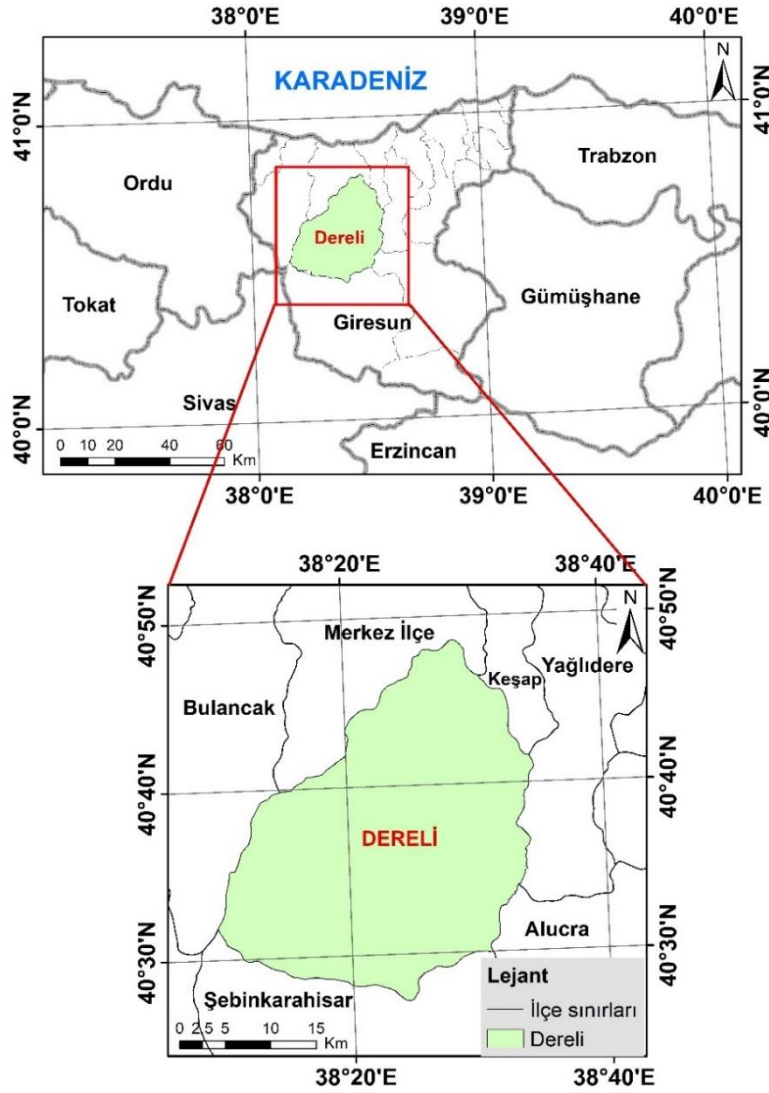 38°0'E 39°0'E 40°0'E
N
KARADENİZ
41°0'N
41°0'N
Trabzon
Ordu
Dereli
Tokat
Gümüşhane
Giresun
Sivas
40°0'N
40°0'N
Erzincan
0 10 20 40 60
Km
38°0'E 39°0'E 40°0'E
38°20'E 38°40'E
N
40°50'N
40°50'N
Merkez İlçe
Yağlıdere
Keşap
Bulancak
40°40'N
40°40'N
DERELİ
Alucra
40°30'N
40°30'N
Lejant
Şebinkarahisar
İlçe sınırları
Dereli
0 2.5 5 10 15
Km
38°20'E 38°40'E